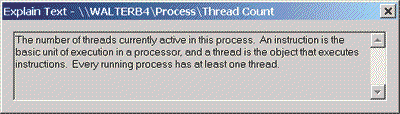 Explain Text - \\WALTERB4\Process\Thread Count
The number of threads currently active in this process.  An instruction is the
basic unit of execution in a processor, and a thread is the object that executes
instructions.  Every running process has at least one thread.